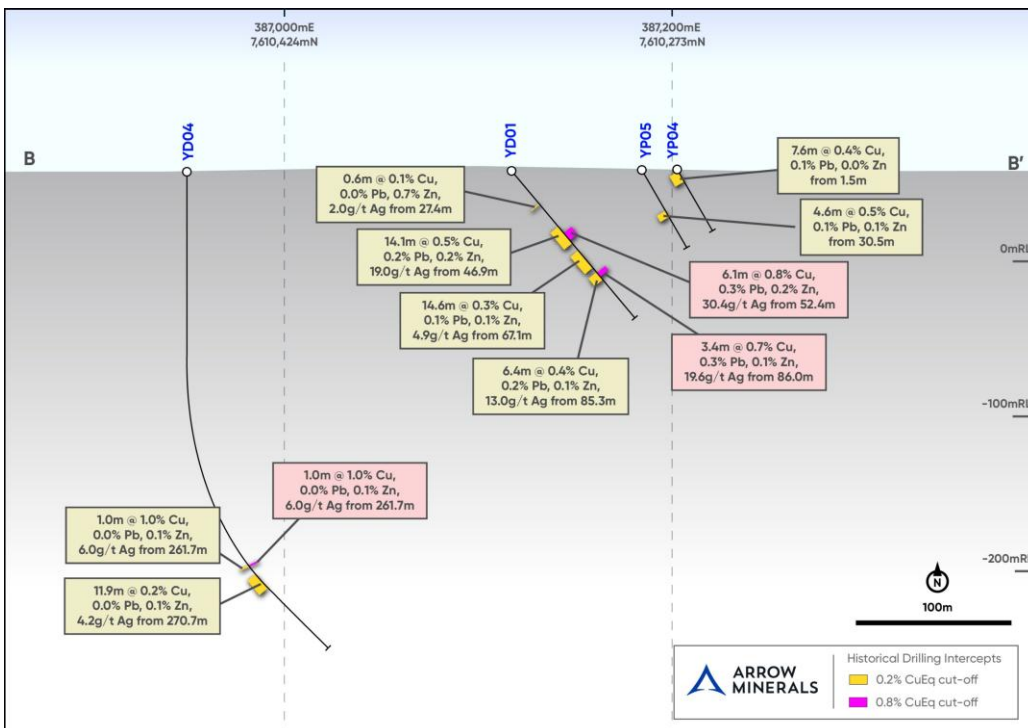 387,000mE
7,610,424mN
387,200mE
7,610,273mN
YD04
YD01
YP05
YP04
B
B'
7.6m @ 0.4% Cu,
0.1% Pb, 0.0% Zn
from 1.5m
0.6m @ 0.1% Cu,
0.0% Pb, 0.7% Zn,
2.0g/t Ag from 27.4m
4.6m @ 0.5% Cu,
0.1% Pb, 0.1% Zn
from 30.5m
14.1m @ 0.5% Cu,
0.2% Pb, 0.2% Zn,
19.0g/t Ag from 46.9m
0mRL
6.1m @ 0.8% Cu,
0.3% Pb, 0.2% Zn,
30.4g/t Ag from 52.4m
14.6m @ 0.3% Cu,
0.1% Pb, 0.1% Zn,
4.9g/t Ag from 67.1m
3.4m @ 0.7% Cu,
0.3% Pb, 0.1% Zn,
19.6g/t Ag from 86.0m
6.4m @ 0.4% Cu,
0.2% Pb, 0.1% Zn,
13.0g/t Ag from 85.3m
-100mRL
1.0m @ 1.0% Cu,
0.0% Pb, 0.1% Zn,
6.0g/t Ag from 261.7m
1.0m @ 1.0% Cu,
0.0% Pb, 0.1% Zn,
6.0g/t Ag from 261.7m
-200mRL
11.9m @ 0.2% Cu,
0.0% Pb, 0.1% Zn,
4.2g/t Ag from 270.7m
N
100m
ARROW
MINERALS
Historical Drilling Intercepts
0.2% CuEq cut-off
0.8% CuEq cut-off